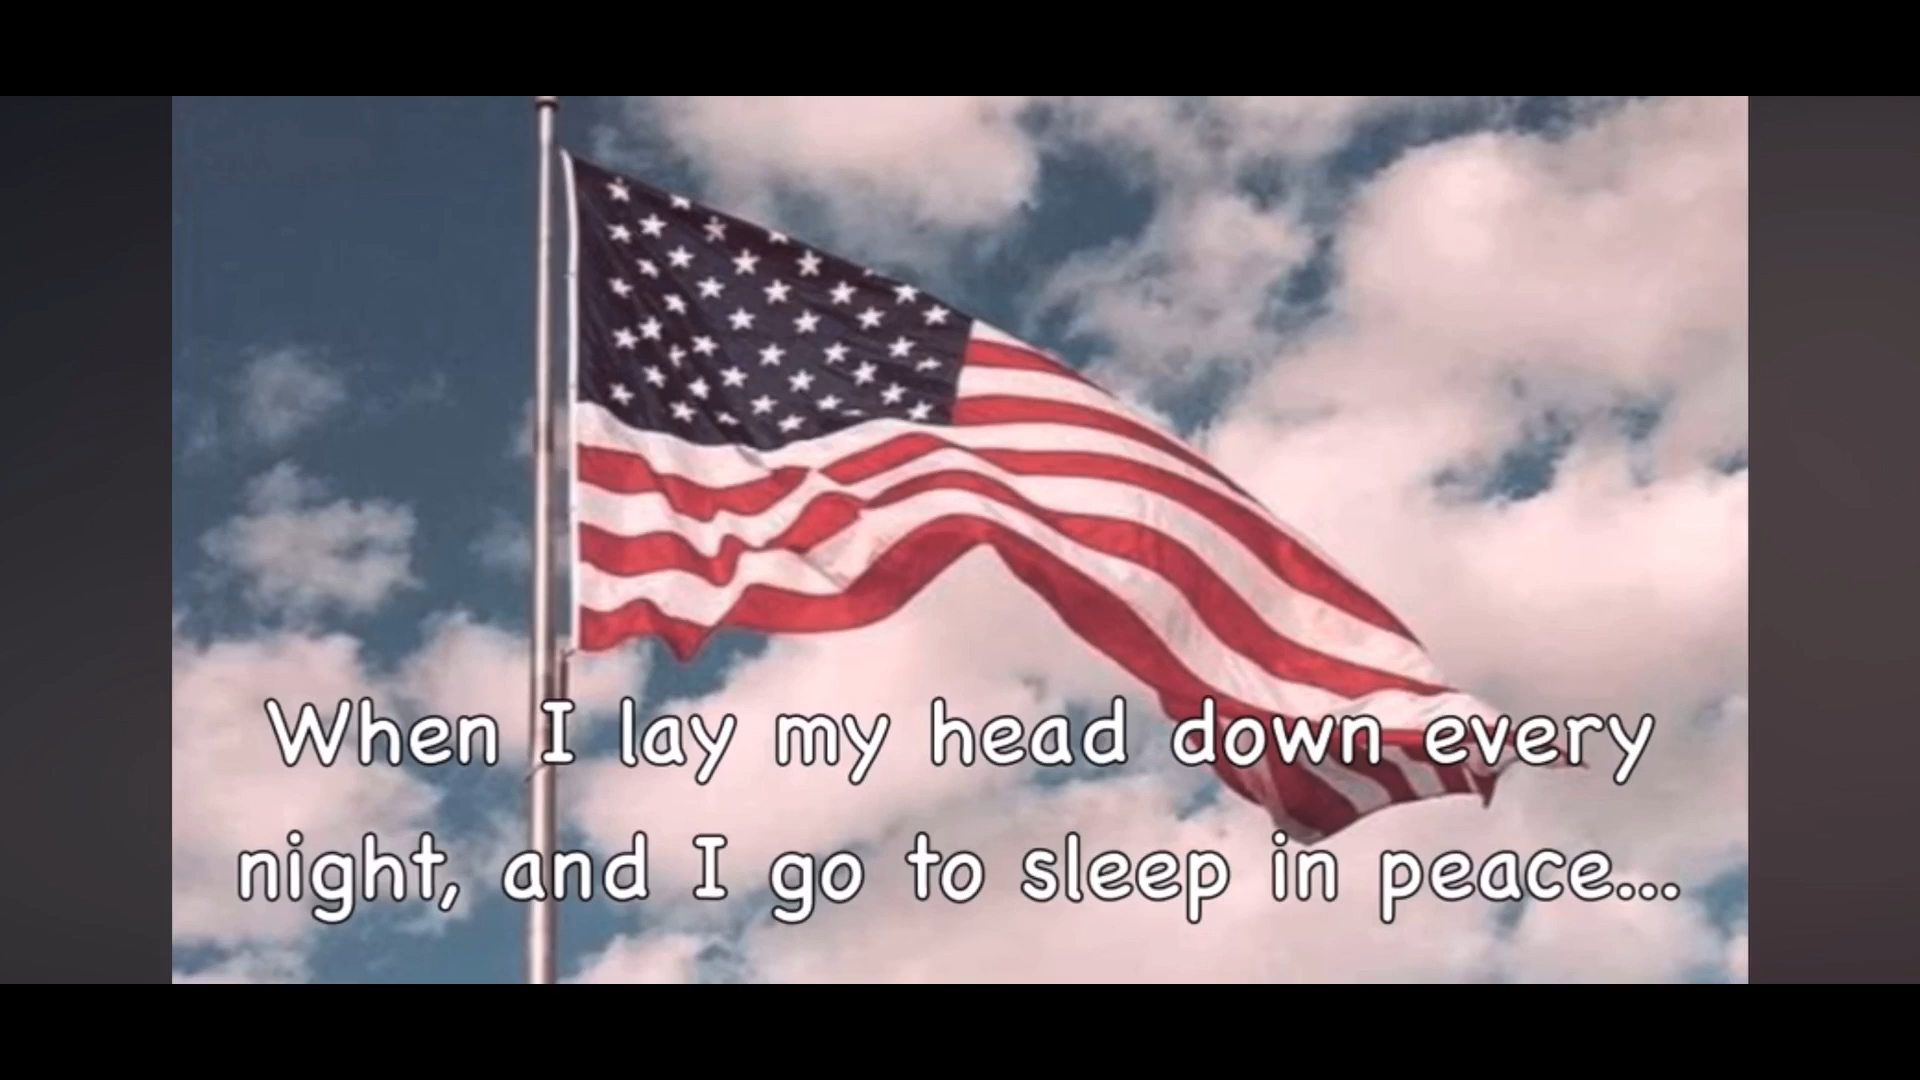 When I lay my head down every
night, and I go to sleep in peace...